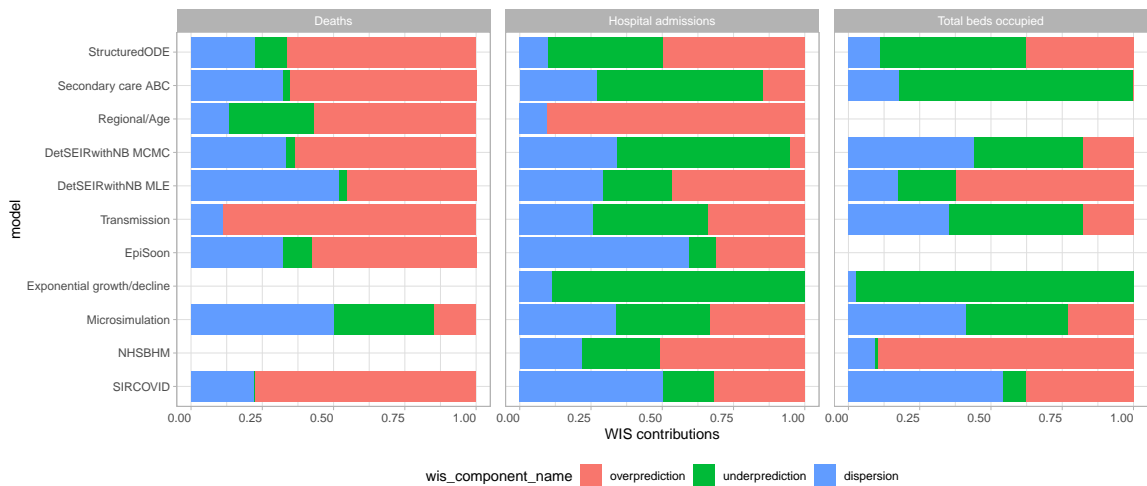 Deaths
Hospital admissions
Total beds occupied
StructuredODE
Secondary care ABC
Regional/Age
DetSEIRwithNB MCMC
DetSEIRwithNB MLE
Transmission
EpiSoon
Exponential growth/decline
Microsimulation
NHSBHM
SIRCOVID
model
0.00 0.25 0.50 0.75 1.00
0.00 0.25 0.50 0.75 1.00
0.00 0.25 0.50 0.75 1.00
WIS contributions
wis_component_name overprediction underprediction dispersion